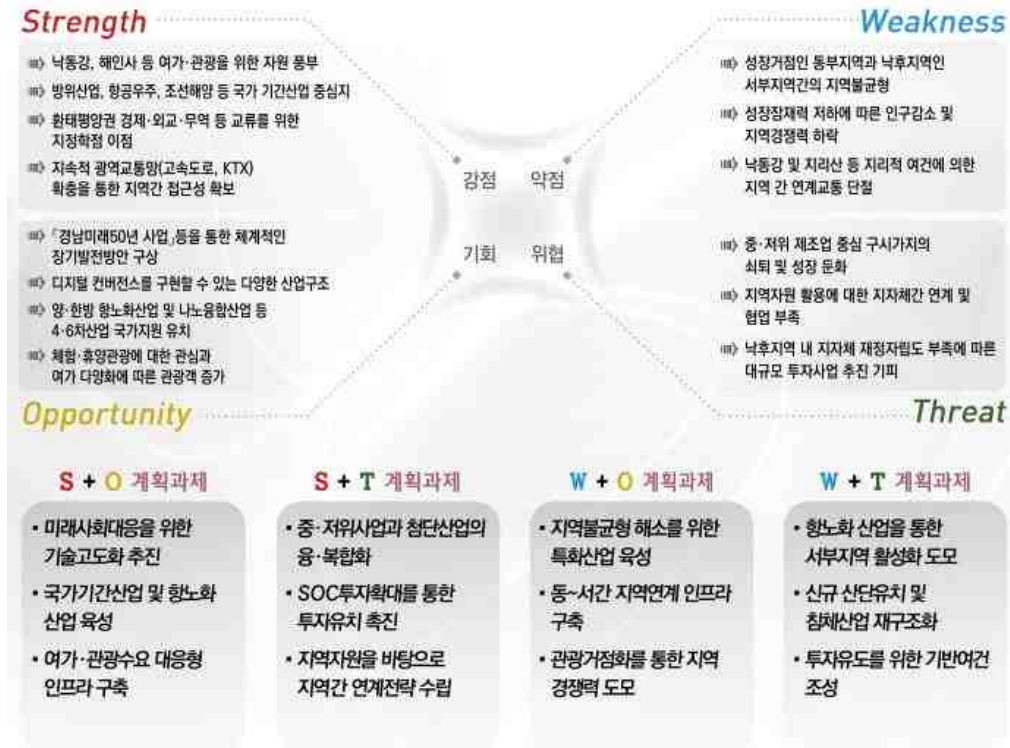 Strength
⇨ 낙동강, 해인사 등 여가·관광을 위한 자원 풍부
⇨ 방위산업, 항공우주, 조선해양 등 국가 기간산업 중심지
⇨ 환태평양권 경제·외교·무역 등 교류를 위한
지정학점 이점
⇨ 지속적 광역교통망(고속도로, KTX)
확충을 통한 지역간 접근성 확보
Weakness
⇨ 성장거점인 동부지역과 낙후지역인
서부지역간의 지역불균형
⇨ 성장잠재력 저하에 따른 인구감소 및
지역경쟁력 하락
⇨ 낙동강 및 지리산 등 지리적 여건에 의한
지역 간 연계교통 단절
강점 약점
기회 위협
⇨ 「경남미래50년 사업」등을 통한 체계적인
장기발전방안 구상
⇨ 디지털 컨버전스를 구현할 수 있는 다양한 산업구조
⇨ 양·한방 항노화산업 및 나노융합산업 등
4·6차산업 국가지원 유치
⇨ 체험·휴양관광에 대한 관심과
여가 다양화에 따른 관광객 증가
Opportunity
⇨ 중·저위 제조업 중심 구시가지의
쇠퇴 및 성장 둔화
⇨ 지역자원 활용에 대한 지자체간 연계 및
협업 부족
⇨ 낙후지역 내 지자체 재정자립도 부족에 따른
대규모 투자사업 추진 기피
Threat
S + O 계획과제
• 미래사회대응을 위한
기술고도화 추진
• 국가기간산업 및 항노화
산업 육성
• 여가·관광수요 대응형
인프라 구축
S + T 계획과제
• 중·저위사업과 첨단산업의
융·복합화
• SOC투자확대를 통한
투자유치 촉진
• 지역자원을 바탕으로
지역간 연계전략 수립
W + O 계획과제
• 지역불균형 해소를 위한
특화산업 육성
• 동~서간 지역연계 인프라
구축
• 관광거점화를 통한 지역
경쟁력 도모
W + T 계획과제
• 항노화 산업을 통한
서부지역 활성화 도모
• 신규 산단유치 및
침체산업 재구조화
• 투자유도를 위한 기반여건
조성